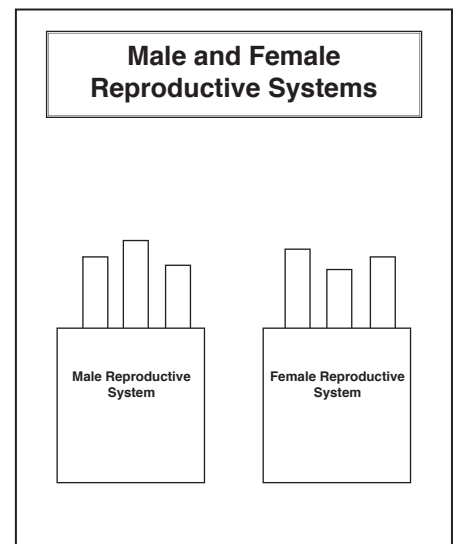 Male and Female
Reproductive Systems
Male Reproductive
System
Female Reproductive
System